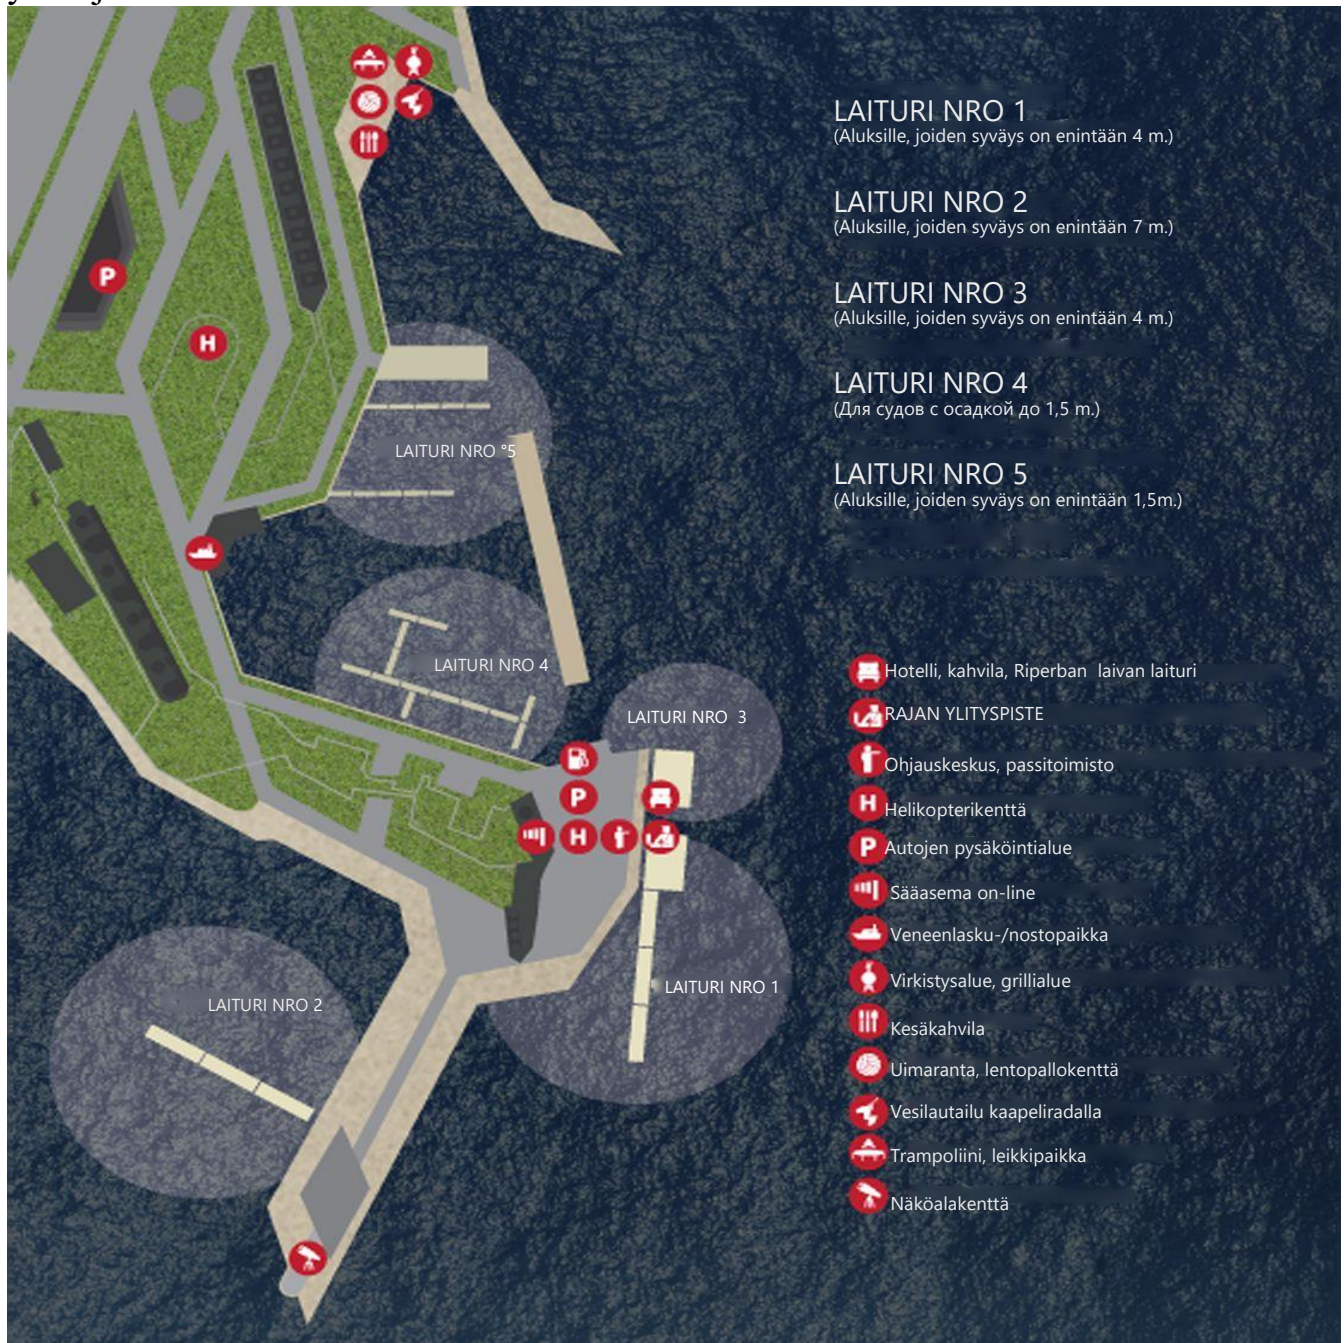 LAITURI NRO 1
(Aluksille, joiden syväys on enintään 4 m.)
LAITURI NRO 2
(Aluksille, joiden syväys on enintään 7 m.)
LAITURI NRO 3
(Aluksille, joiden syväys on enintään 4 m.)
LAITURI NRO 4
(Для судов с осадкой до 1,5 m.)
LAITURI NRO 5
(Aluksille, joiden syväys on enintään 1,5m.)
P
H
LAITURI NRO °5
LAITURI NRO 4
LAITURI NRO 3
P
H
LAITURI NRO 1
LAITURI NRO 2
Hotelli, kahvila, Riperban laivan laituri
RAJAN YLITYSPISTE
Ohjauskeskus, passitoimisto
H Helikopterikenttä
P Autojen pysäköintialue
Sääasema on-line
Veneenlasku-/nostopaikka
Virkistysalue, grillialue
Kesäkahvila
Uimaranta, lentopallokenttä
Vesilautailu kaapeliradalla
Trampoliini, leikkipaikka
Näköalakenttä